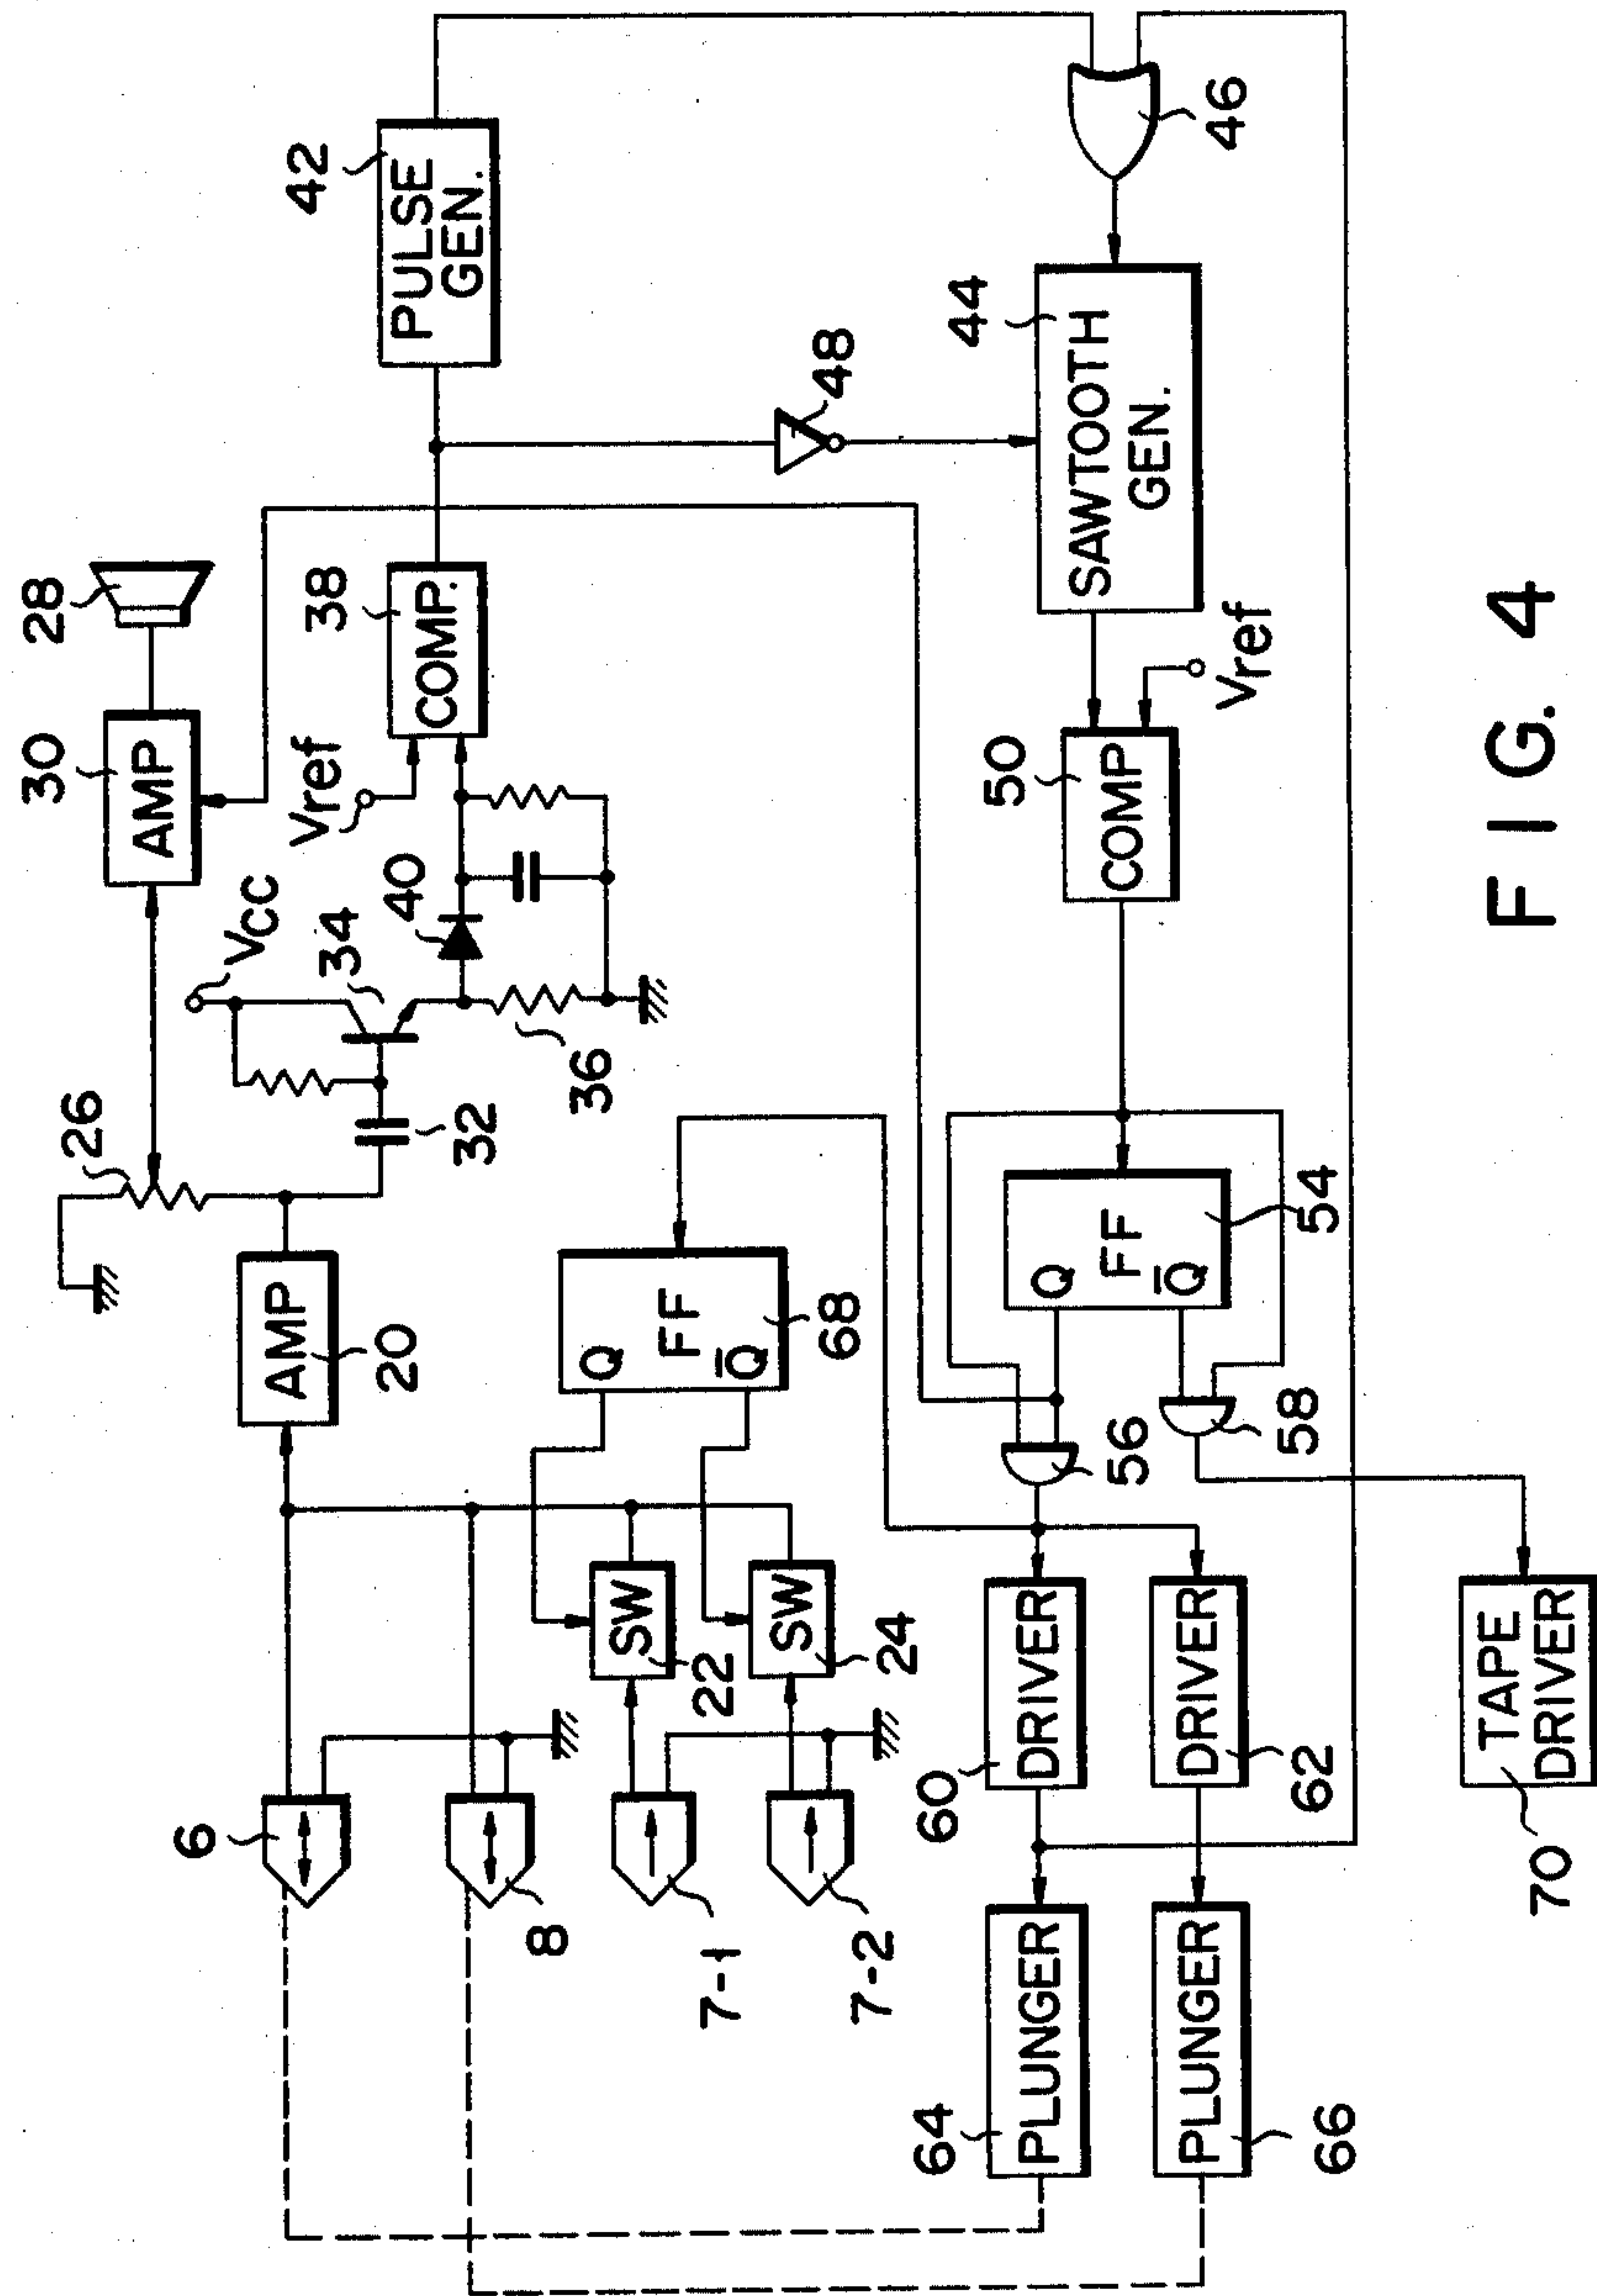 28
30
AMP
26
Vcc
34
40
Vref
38
COMP.
42
PULSE
GEN.
AMP
20
32
36
48
6
8
7-1
7-2
SW
22
SW
24
Q
FF
Q̅
68
44
SAWTOOTH
GEN.
46
50
COMP
Vref
Q
FF
Q̅
54
56
58
60
DRIVER
DRIVER
62
64
PLUNGER
PLUNGER
66
TAPE
DRIVER
70
FIG. 4